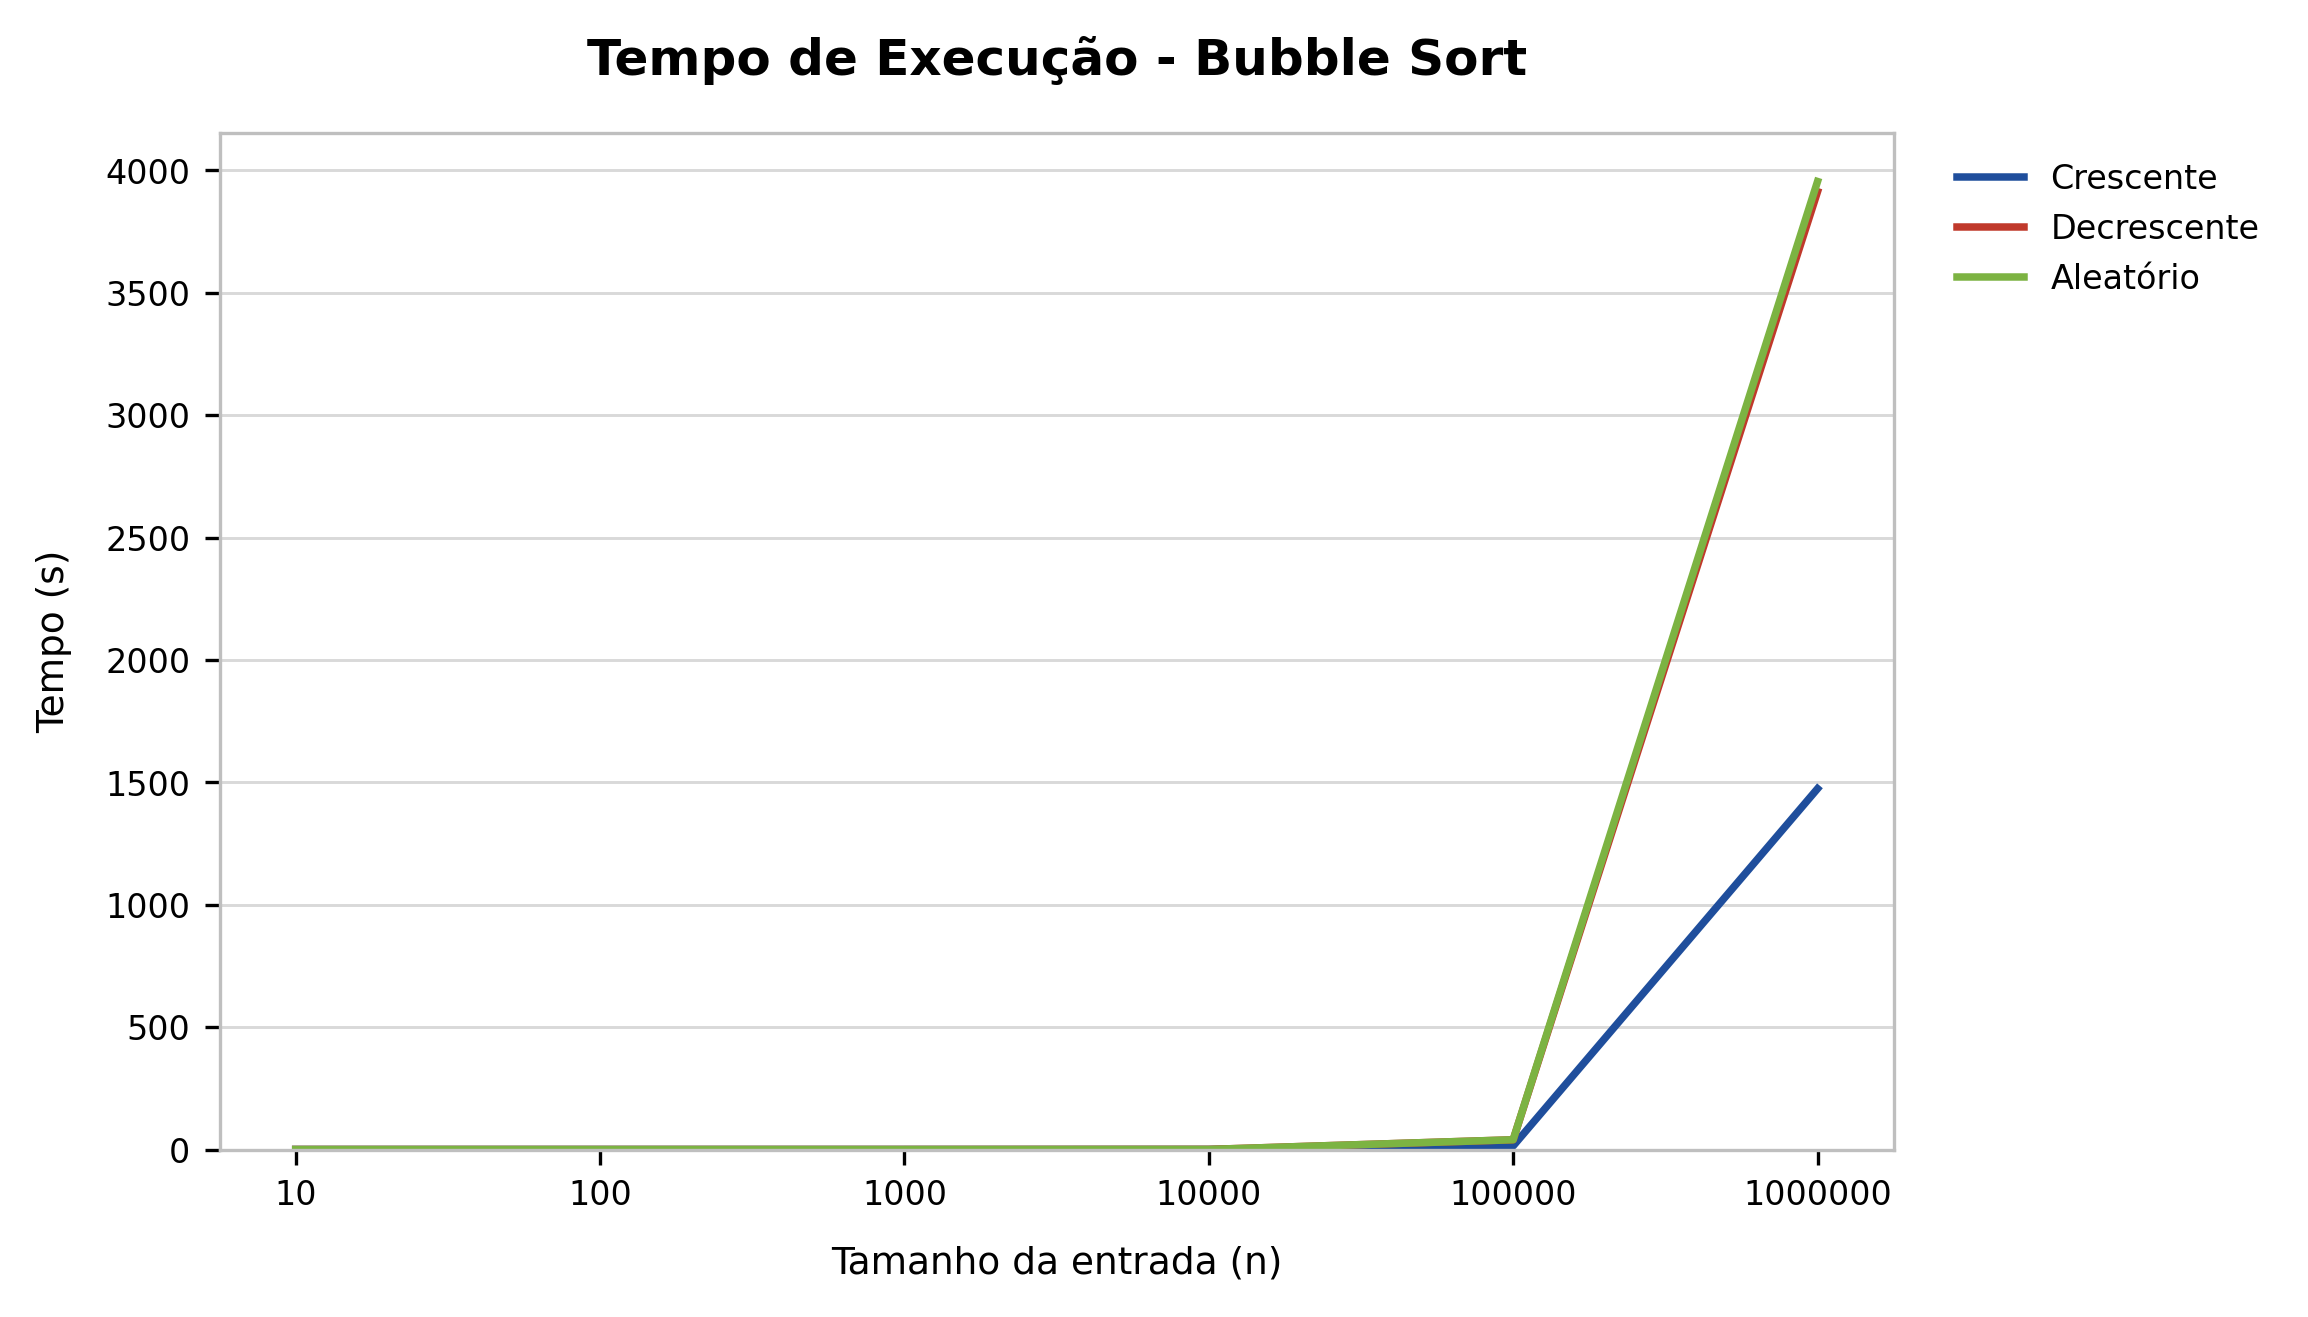 Tempo de Execução - Bubble Sort
4000
3500
3000
2500
2000
1500
1000
500
0
Tempo (s)
10 100 1000 10000 100000 1000000
Tamanho da entrada (n)
Crescente
Decrescente
Aleatório